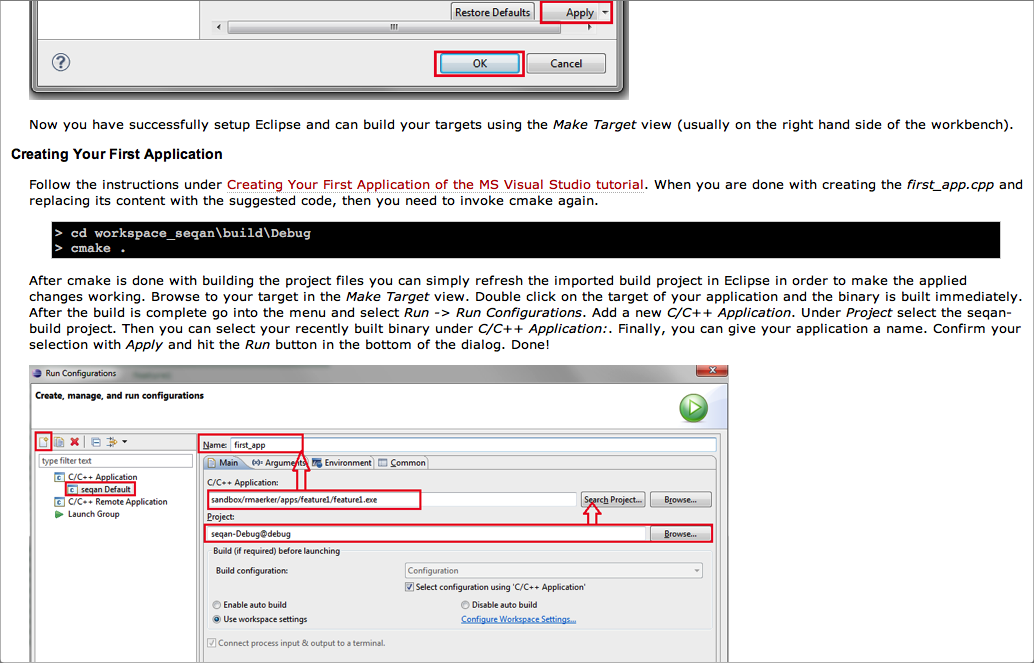 Restore Defaults Apply
OK Cancel
Now you have successfully setup Eclipse and can build your targets using the Make Target view (usually on the right hand side of the workbench).
Creating Your First Application
Follow the instructions under Creating Your First Application of the MS Visual Studio tutorial. When you are done with creating the first_app.cpp and
replacing its content with the suggested code, then you need to invoke cmake again.
> cd workspace_seqan\build\Debug
> cmake .
After cmake is done with building the project files you can simply refresh the imported build project in Eclipse in order to make the applied
changes working. Browse to your target in the Make Target view. Double click on the target of your application and the binary is built immediately.
After the build is complete go into the menu and select Run -> Run Configurations. Add a new C/C++ Application. Under Project select the seqan-
build project. Then you can select your recently built binary under C/C++ Application:. Finally, you can give your application a name. Confirm your
selection with Apply and hit the Run button in the bottom of the dialog. Done!
Run Configurations
Create, manage, and run configurations
Name: first_app
type filter text
C/C++ Application
seqan Default
C/C++ Remote Application
Launch Group
Main Arguments Environment Common
C/C++ Application:
sandbox/rmaerker/apps/feature1/feature1.exe Search Project... Browse...
Project:
seqan-Debug@debug Browse...
Build (if required) before launching
Build configuration: Configuration
Select configuration using 'C/C++ Application'
Enable auto build Disable auto build
Use workspace settings Configure Workspace Settings...
Connect process input & output to a terminal.